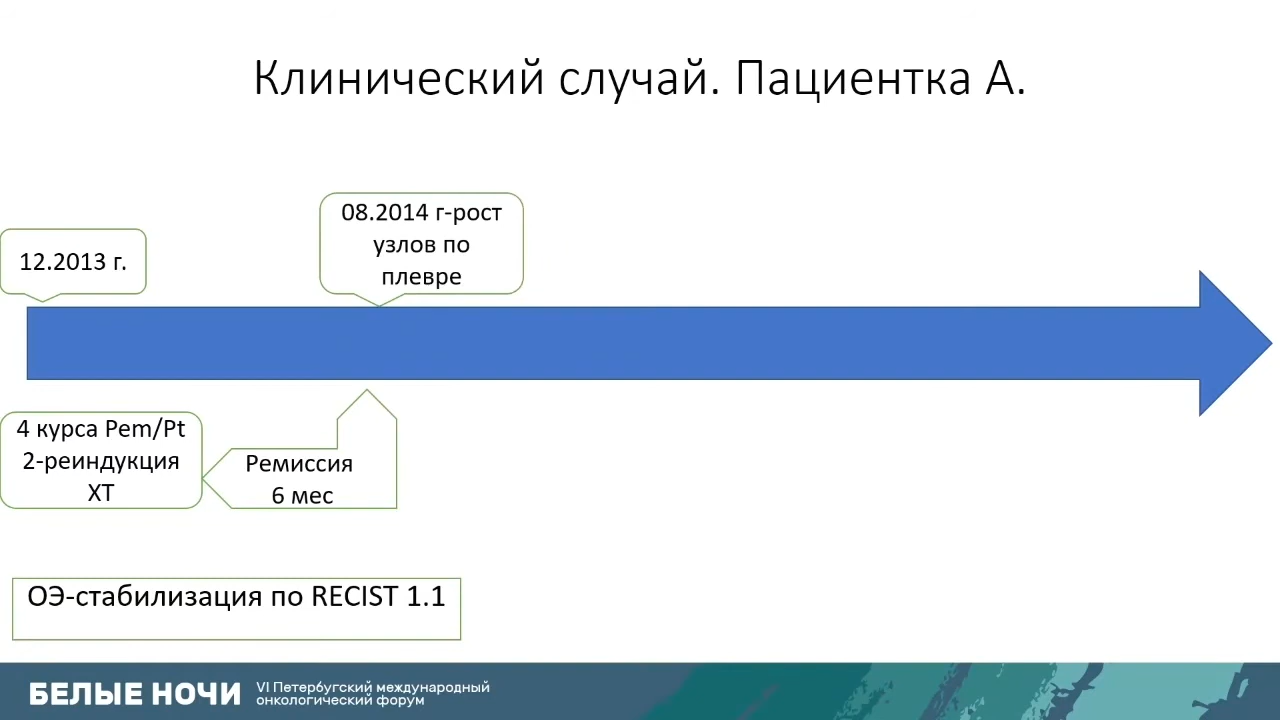 Клинический случай. Пациентка А.
12.2013 г.
08.2014 г-рост
узлов по
плевре
4 курса Pem/Pt
2-реиндукция
ХТ
Ремиссия
6 мес
ОЭ-стабилизация по RECIST 1.1
БЕЛЫЕ НОЧИ
VI Петербургский международный
онкологический форум